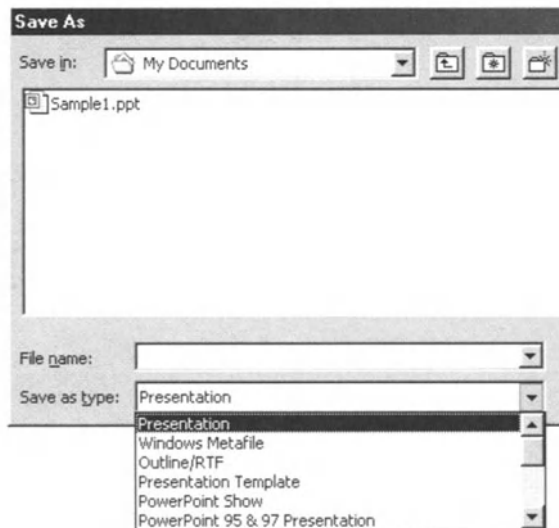 Save As
Save in: My Documents
Sample1.ppt
File name:
Save as type: Presentation
Presentation
Windows Metafile
Outline/RTF
Presentation Template
PowerPoint Show
PowerPoint 95 & 97 Presentation